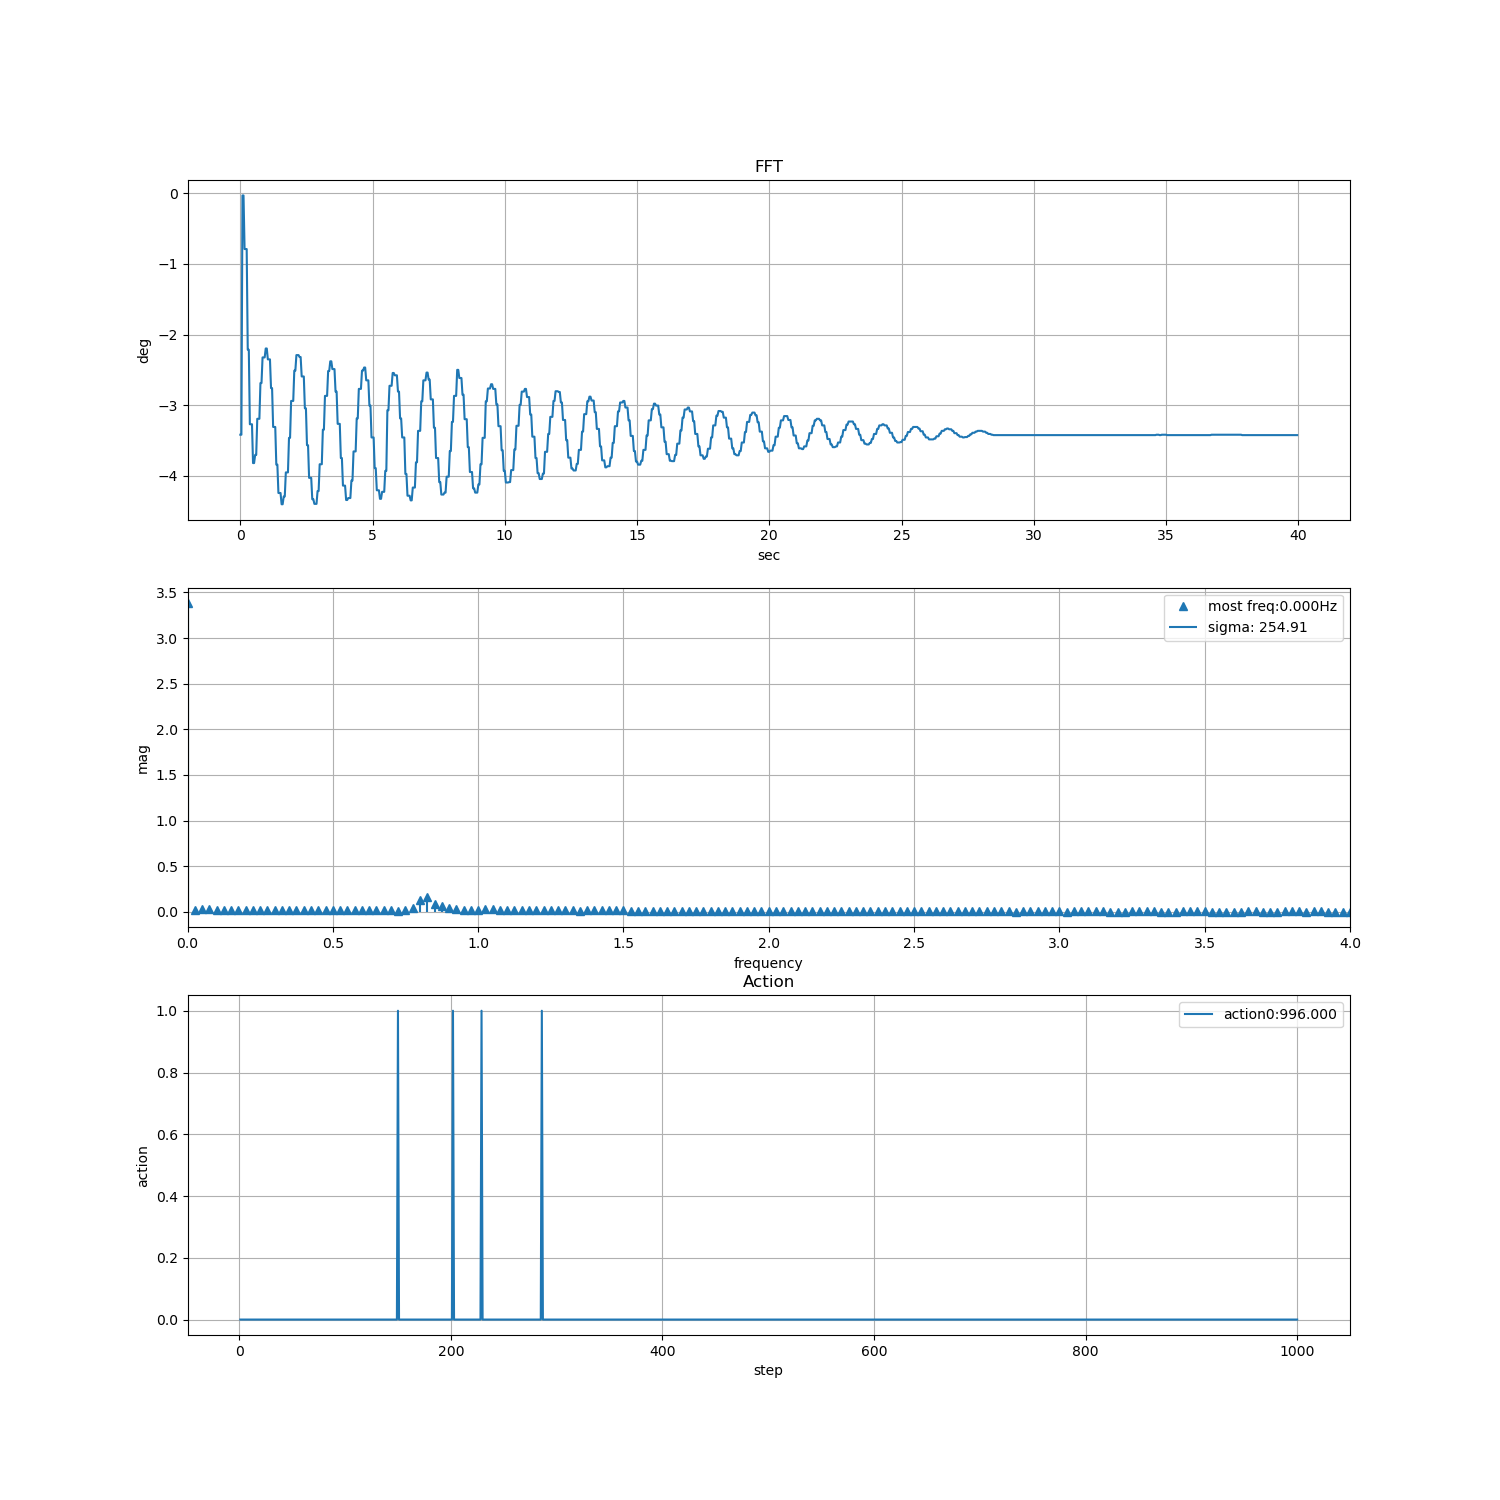 FFT
0
−1
−2
−3
−4
deg
0 5 10 15 20 25 30 35 40
sec
3.5
3.0
2.5
2.0
1.5
1.0
0.5
0.0
mag
most freq:0.000Hz
sigma: 254.91
0.0 0.5 1.0 1.5 2.0 2.5 3.0 3.5 4.0
frequency
Action
1.0
0.8
0.6
0.4
0.2
0.0
action
action0:996.000
0 200 400 600 800 1000
step